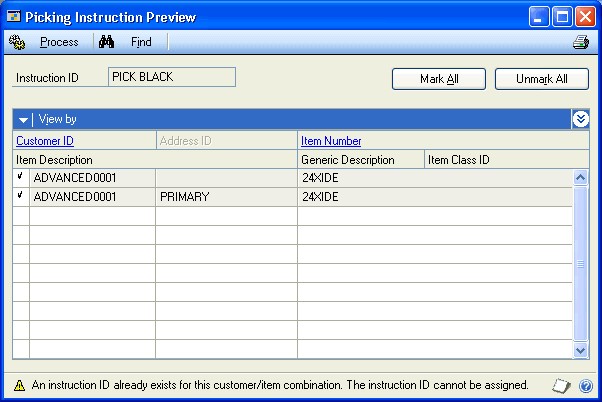 Picking Instruction Preview
Process Find
Instruction ID PICK BLACK Mark All Unmark All
View by
Customer ID Address ID Item Number
Item Description Generic Description Item Class ID
ADVANCED0001 24XIDE
ADVANCED0001 PRIMARY 24XIDE
An instruction ID already exists for this customer/item combination. The instruction ID cannot be assigned.